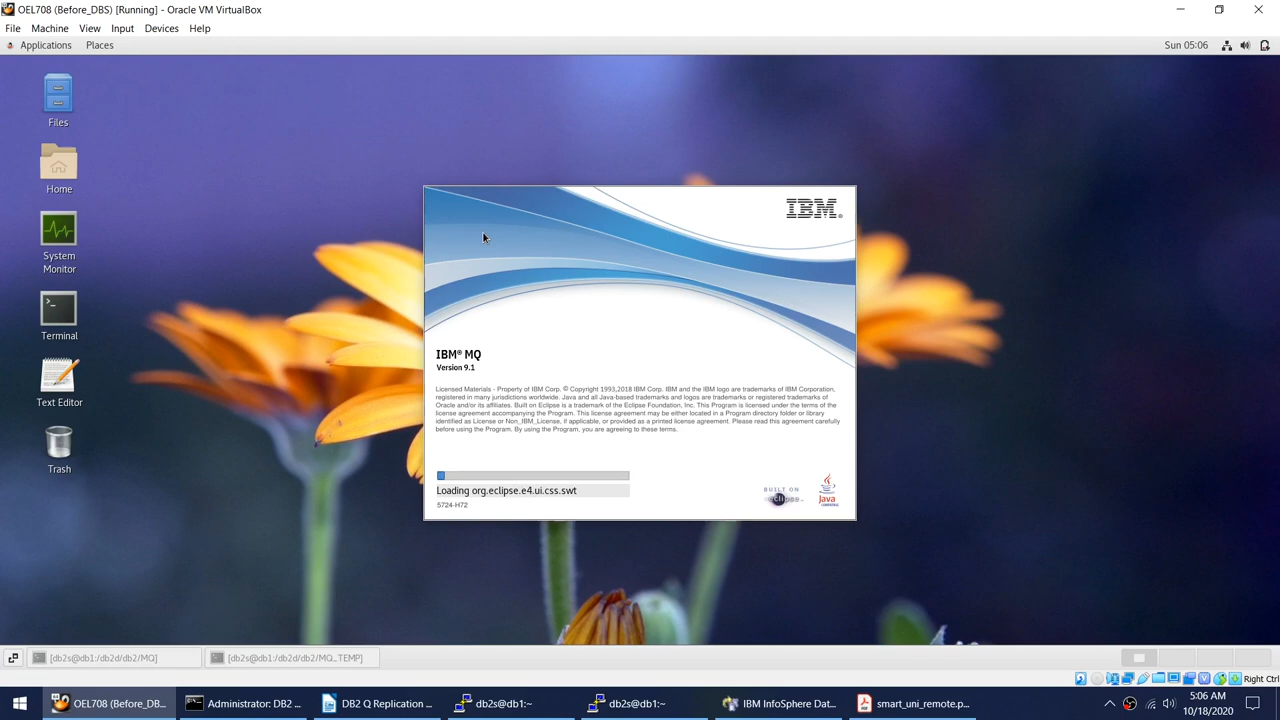 OEL708 (Before_DBS) [Running] - Oracle VM VirtualBox
File Machine View Input Devices Help
Applications Places Sun 05:06
Files
Home
System
Monitor
Terminal
Text Editor
Trash
IBM®
IBM® MQ
Version 9.1
Licensed Materials - Property of IBM Corp. © Copyright 1993,2018 IBM Corp. IBM and the IBM logo are trademarks of IBM Corporation,
registered in many jurisdictions worldwide. Java and all Java-based trademarks and logos are trademarks or registered trademarks of
Oracle and/or its affiliates. Built on Eclipse is a trademark of the Eclipse Foundation, Inc. This Program is licensed under the terms of the
license agreement accompanying the Program. This license agreement may be either located in a Program directory folder or library
identified as License or Non_IBM_License, if applicable, or provided as a printed license agreement. Please read this agreement carefully
before using the Program. By using the Program, you are agreeing to these terms.
Loading org.eclipse.e4.ui.css.swt
5724-H72
BUILT ON
eclipse
Java
COMPATIBLE
[db2s@db1:/db2d/db2/MQ] [db2s@db1:/db2d/db2/MQ_TEMP]
Right Ctrl
OEL708 (Before_DB... Administrator: DB2 ... DB2 Q Replication ... db2s@db1:~ db2s@db1:~ IBM InfoSphere Dat... smart_uni_remote.p...
5:06 AM
10/18/2020